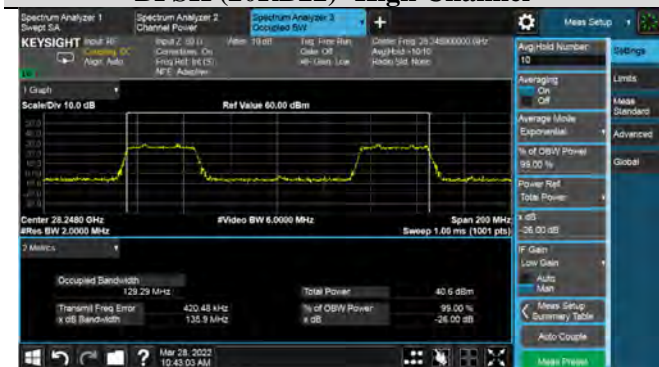 Spectrum Analyzer 1
Swept SA
Spectrum Analyzer 2
Channel Power
Spectrum Analyzer 3
Occupied BW
Meas Setup
KEYSIGHT
Input: RF
Coupling: DC
Align: Auto
Input Z: 50 Ω
Corrections: On
Freq Ref: Int (S)
NFE: Adaptive
Atten: 10 dB
Trig: Free Run
Gate: Off
#IF Gain: Low
Avg|Hold: >10/10
Radio Std: None
Avg|Hold Number
10
Settings
Averaging
On
Off
Limits
Meas
Standard
Average Mode
Exponential
Advanced
% of OBW Power
99.00 %
Global
Power Ref
Total Power
x dB
-26.00 dB
IF Gain
Low Gain
Auto
Man
Meas Setup
Summary Table
Auto Couple
Meas Preset
1 Graph
Scale/Div 10.0 dB
Ref Value 60.00 dBm
Center 28.2480 GHz
#Res BW 2.0000 MHz
#Video BW 6.0000 MHz
Span 200 MHz
Sweep 1.00 ms (1001 pts)
2 Metrics
Occupied Bandwidth
129.29 MHz
Total Power
40.6 dBm
Transmit Freq Error
420.48 kHz
% of OBW Power
99.00 %
x dB Bandwidth
135.9 MHz
x dB
-26.00 dB
?
Mar 28, 2022
10:43:03 AM